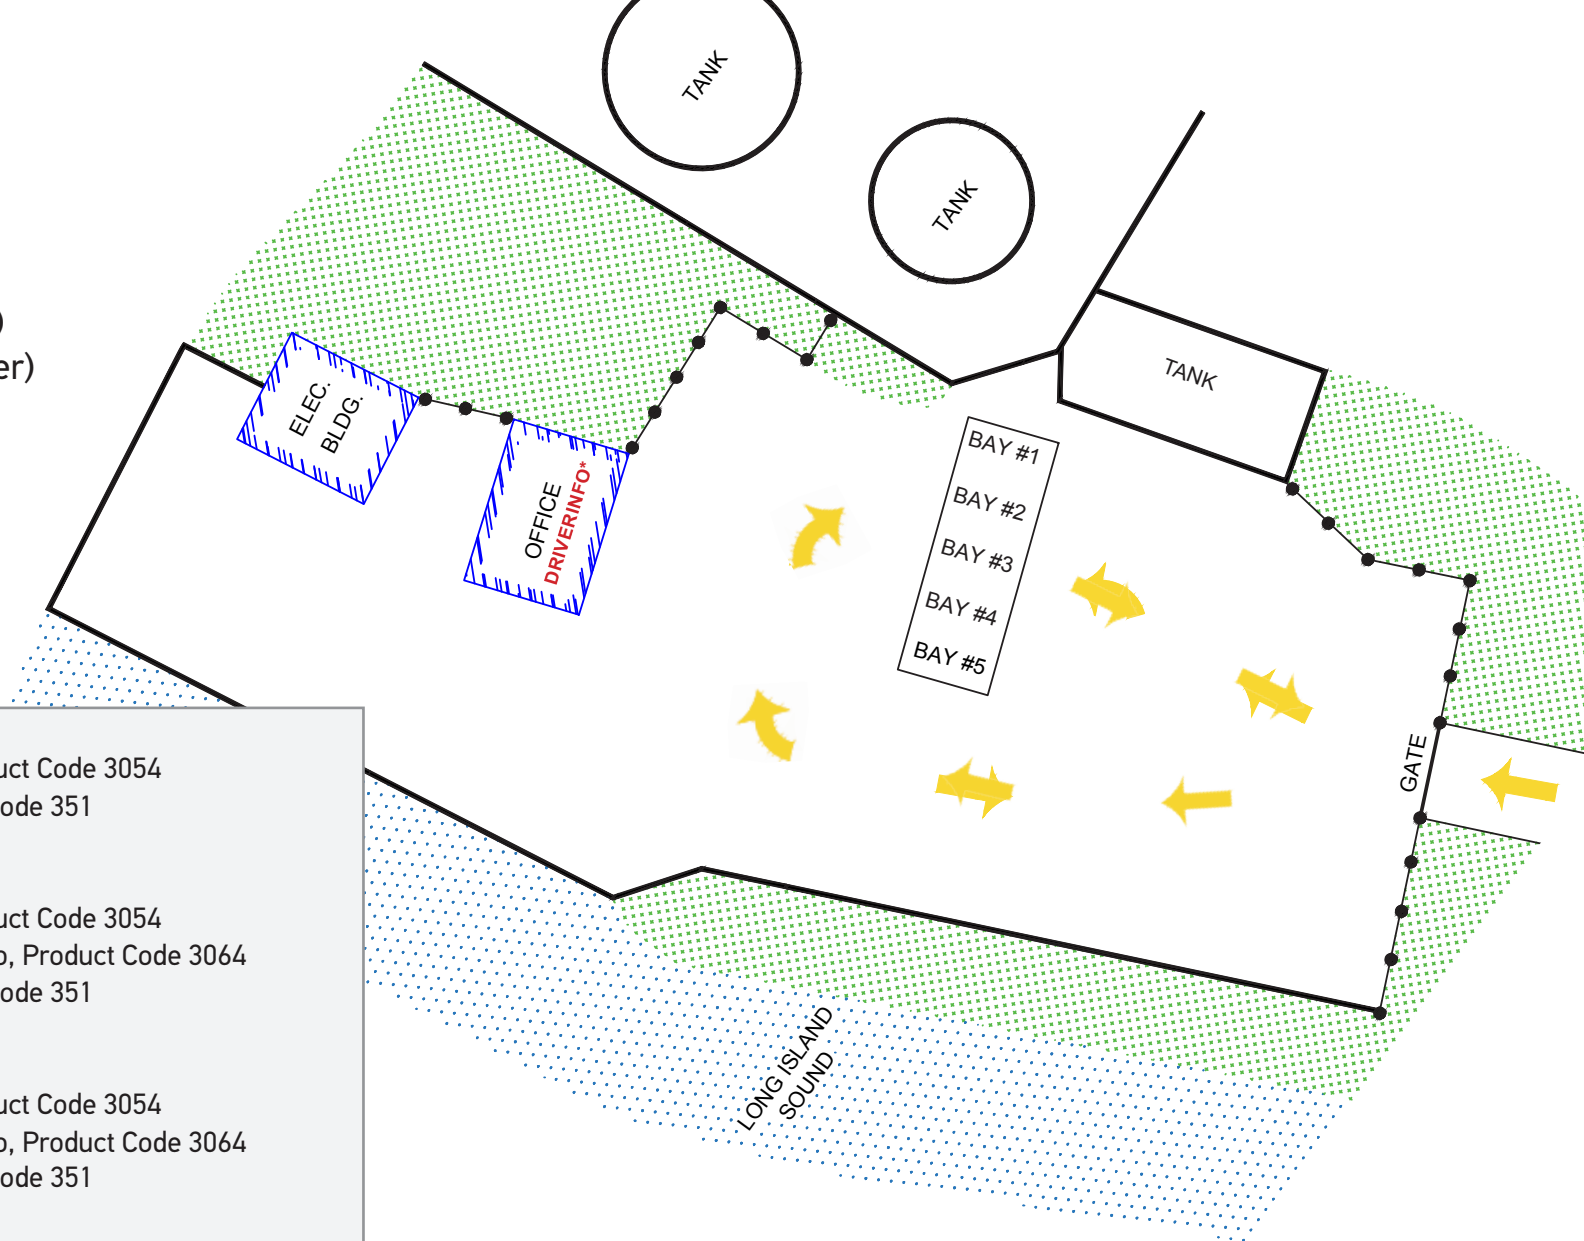 TANK
TANK
TANK
)
er)
ELEC.
BLDG.
OFFICE
DRIVERINFO*
BAY #1
BAY #2
BAY #3
BAY #4
BAY #5
GATE
uct Code 3054
ode 351
uct Code 3054
o, Product Code 3064
ode 351
uct Code 3054
o, Product Code 3064
ode 351
LONG ISLAND
SOUND